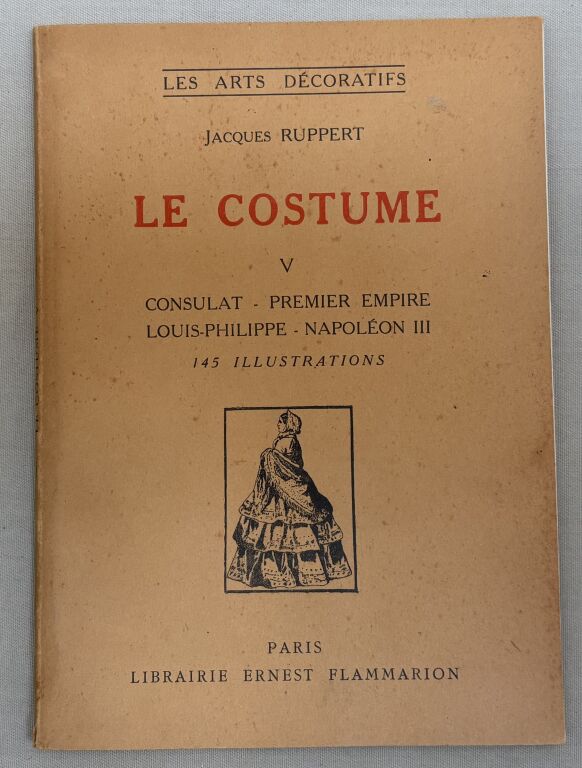 LES ARTS DÉCORATIFS
JACQUES RUPPERT
LE COSTUME
V
CONSULAT - PREMIER EMPIRE
LOUIS-PHILIPPE - NAPOLÉON III
145 ILLUSTRATIONS
PARIS
LIBRAIRIE ERNEST FLAMMARION